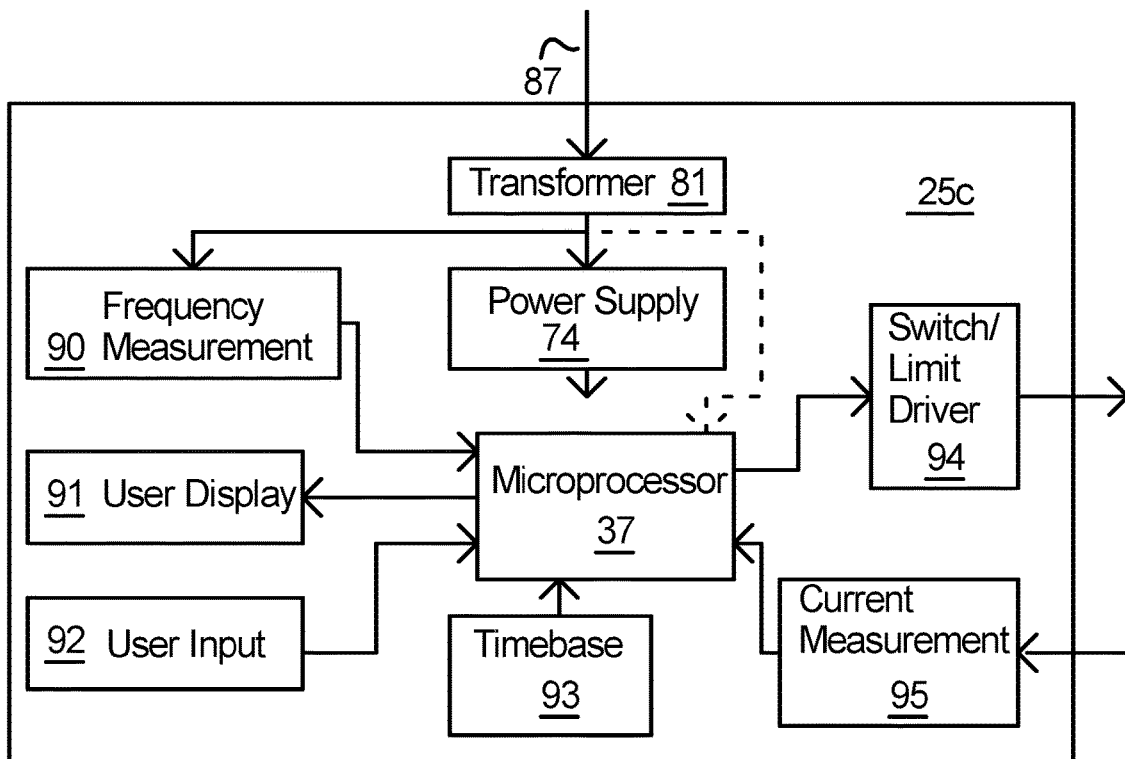 87
Transformer 81
25c
Frequency
90 Measurement
Power Supply
74
Switch/
Limit
Driver
94
91 User Display
Microprocessor
37
92 User Input
Timebase
93
Current
Measurement
95